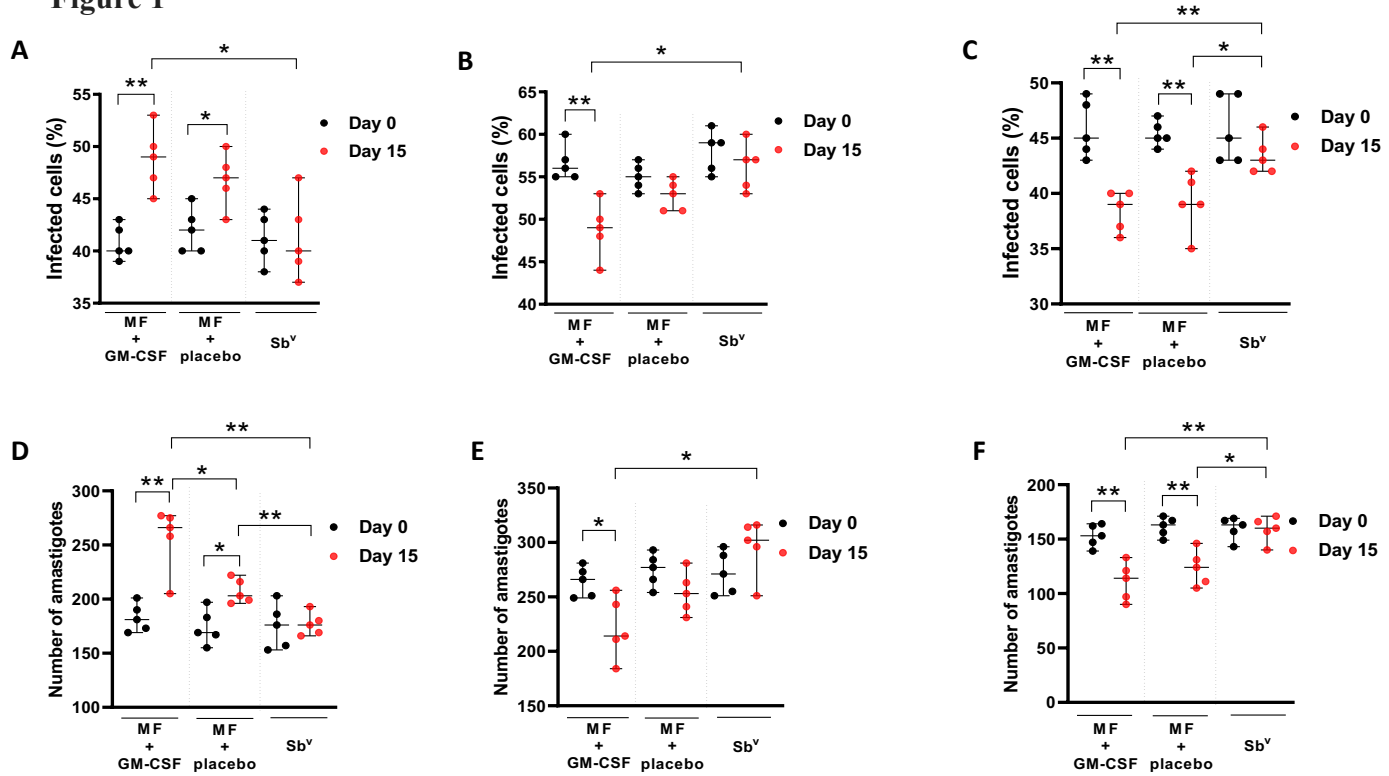 Figure 1
A
*
**
*
55
50
45
40
35
Infected cells (%)
Day 0
Day 15
MF + GM-CSF
MF + placebo
Sbv
B
*
**
65
60
55
50
45
40
Infected cells (%)
Day 0
Day 15
MF + GM-CSF
MF + placebo
Sbv
C
**
*
**
**
50
45
40
35
30
Infected cells (%)
Day 0
Day 15
MF + GM-CSF
MF + placebo
Sbv
D
**
*
**
**
*
300
250
200
150
100
Number of amastigotes
Day 0
Day 15
MF + GM-CSF
MF + placebo
Sbv
E
*
*
350
300
250
200
150
Number of amastigotes
Day 0
Day 15
MF + GM-CSF
MF + placebo
Sbv
F
**
*
**
**
200
150
100
50
0
Number of amastigotes
Day 0
Day 15
MF + GM-CSF
MF + placebo
Sbv